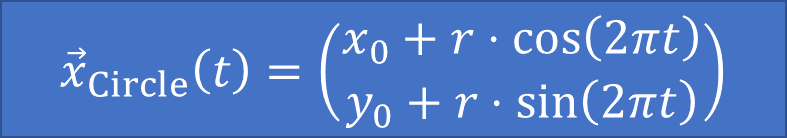 x⃗_Circle(t) = (x₀ + r · cos(2πt)
y₀ + r · sin(2πt))